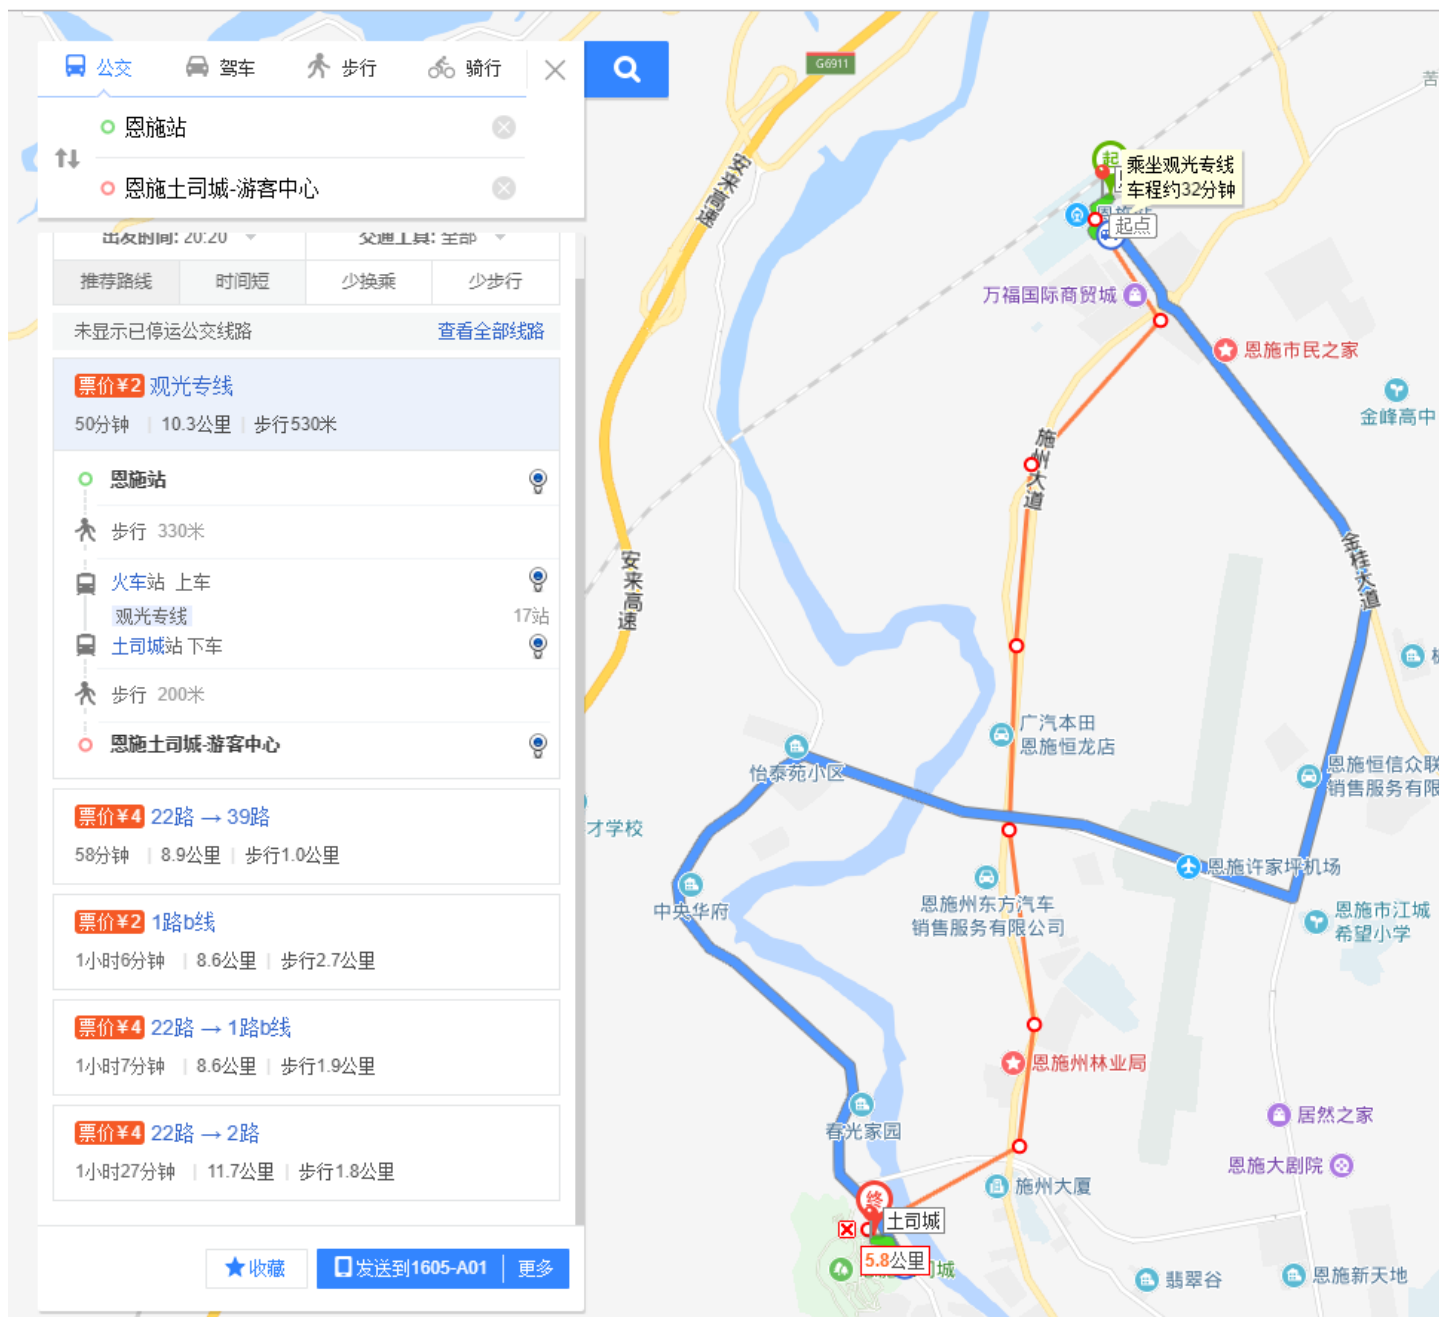 公交
驾车
步行
骑行
恩施站
恩施土司城-游客中心
出发时间: 20:20
交通工具: 全部
推荐路线
时间短
少换乘
少步行
未显示已停运公交线路
查看全部线路
票价¥2 观光专线
50分钟 | 10.3公里 | 步行530米
恩施站
步行 330米
火车站 上车
观光专线
17站
土司城站 下车
步行 200米
恩施土司城-游客中心
票价¥4 22路 → 39路
58分钟 | 8.9公里 | 步行1.0公里
票价¥2 1路b线
1小时6分钟 | 8.6公里 | 步行2.7公里
票价¥4 22路 → 1路b线
1小时7分钟 | 8.6公里 | 步行1.9公里
票价¥4 22路 → 2路
1小时27分钟 | 11.7公里 | 步行1.8公里
收藏
发送到1605-A01
更多
G6911
苦
安来高速
起
乘坐观光专线
车程约32分钟
起点
万福国际商贸城
恩施市民之家
金峰高中
施州大道
安来高速
金桂大道
广汽本田
恩施恒龙店
怡泰苑小区
恩施恒信众联
销售服务有限
才学校
恩施许家坪机场
中央华府
恩施州东方汽车
销售服务有限公司
恩施市江城
希望小学
恩施州林业局
居然之家
春光家园
恩施大剧院
施州大厦
终
土司城
5.8公里
司城
翡翠谷
恩施新天地